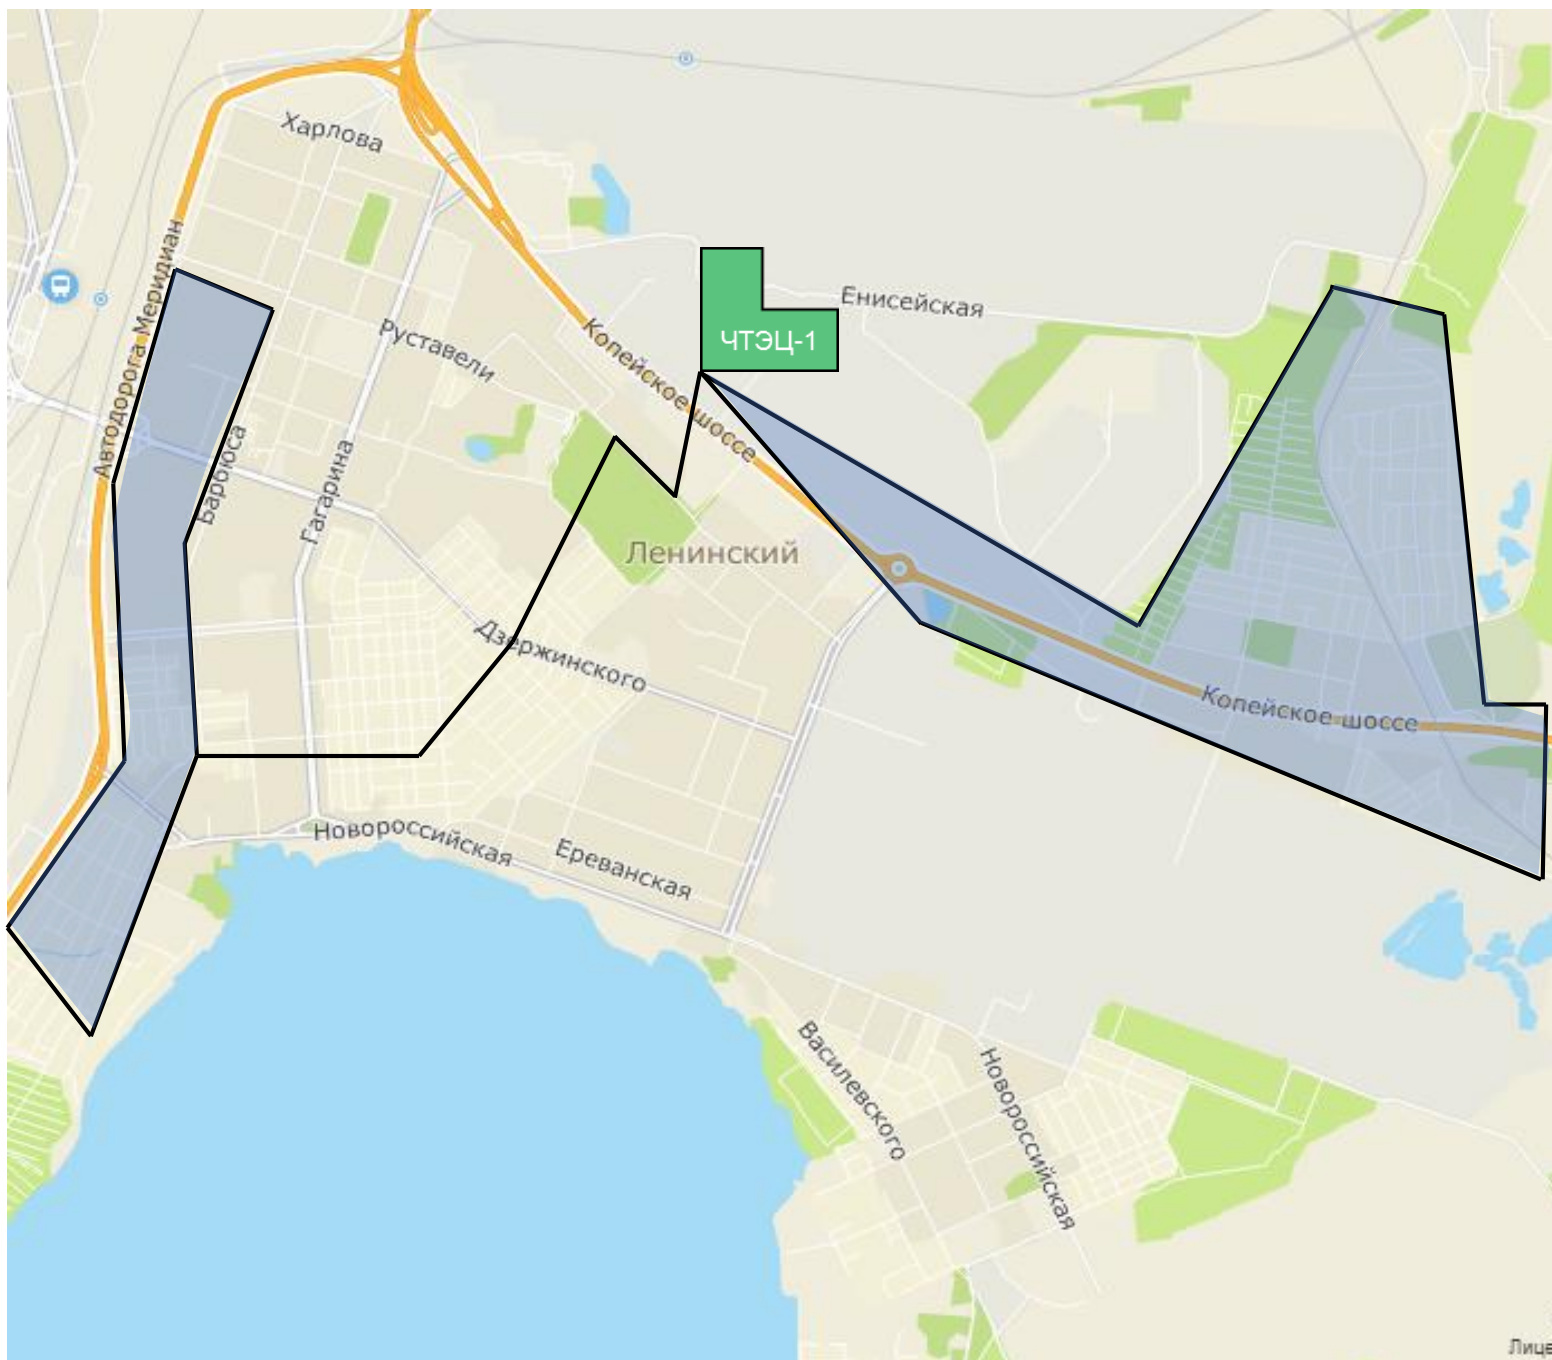 Харлова
Автодорога Меридиан
Енисейская
ЧТЭЦ-1
руставели
Копейское шоссе
Барбюса
Гагарина
Ленинский
Дзержинского
Копейское шоссе
Новороссийская
Ереванская
Василевского
Новороссийская
Лице